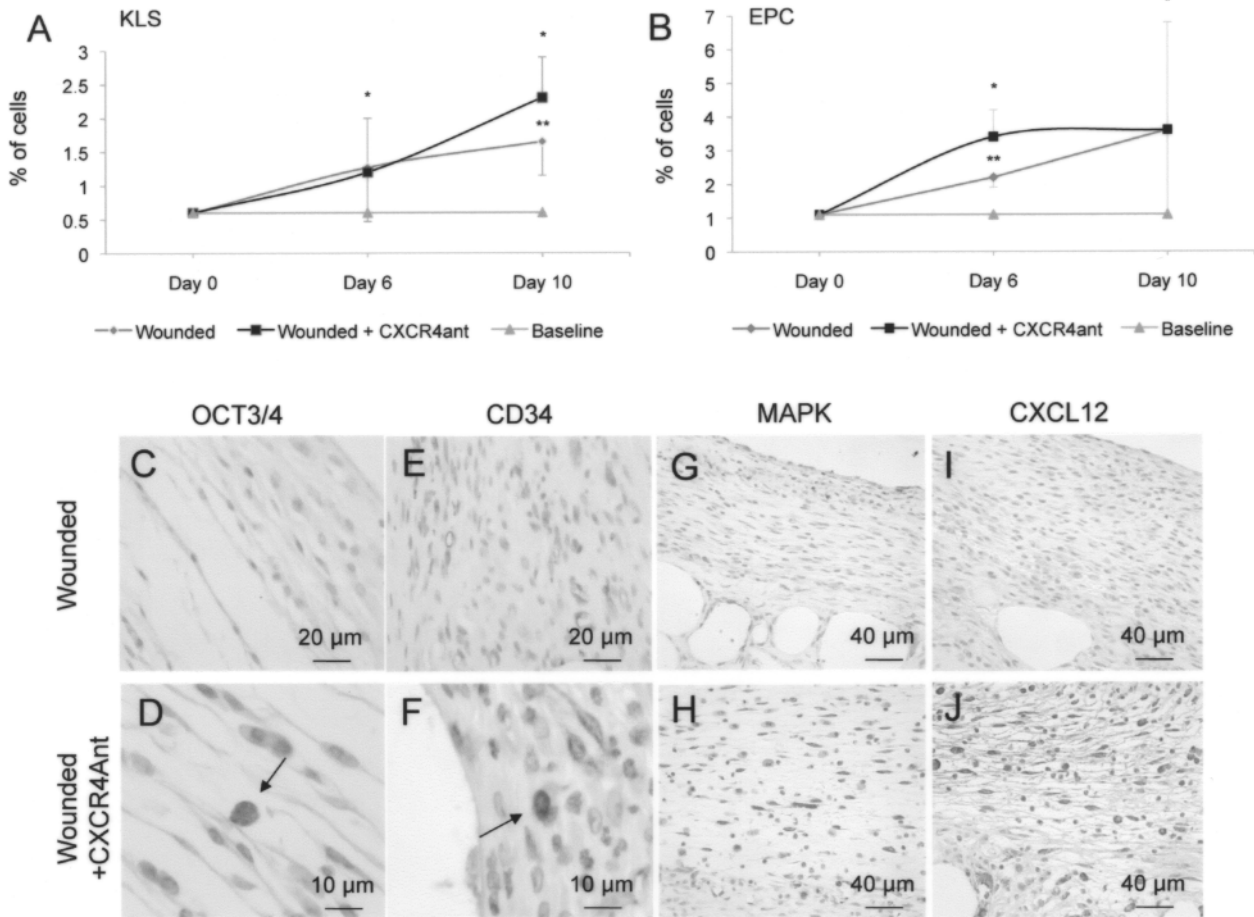 A KLS
% of cells
3
2.5
2
1.5
1
0.5
0
*
*
**
Day 0 Day 6 Day 10
Wounded Wounded + CXCR4ant Baseline
B EPC
% of cells
7
6
5
4
3
2
1
0
*
**
Day 0 Day 6 Day 10
Wounded Wounded + CXCR4ant Baseline
OCT3/4 CD34 MAPK CXCL12
Wounded
C E G I
20 µm 20 µm 40 µm 40 µm
Wounded
+CXCR4Ant
D F H J
10 µm 10 µm 40 µm 40 µm